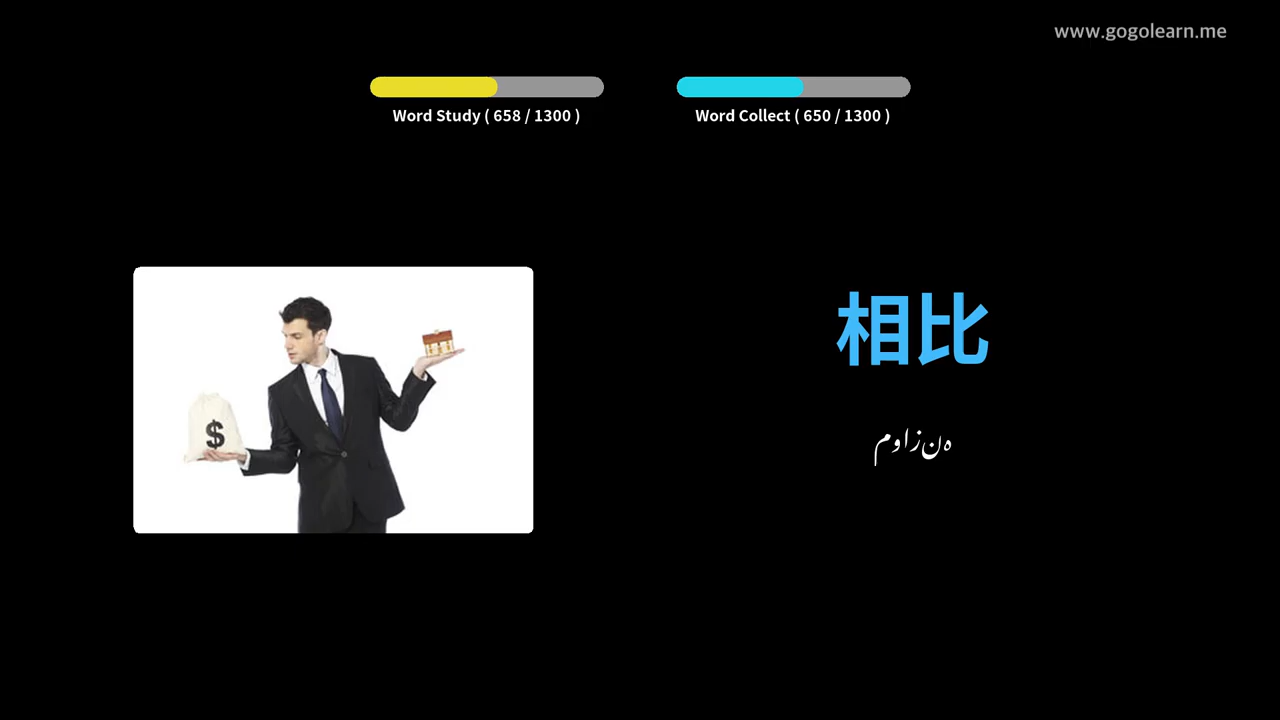 www.gogolearn.me
Word Study ( 658 / 1300 )
Word Collect ( 650 / 1300 )
相比
موازنہ
$